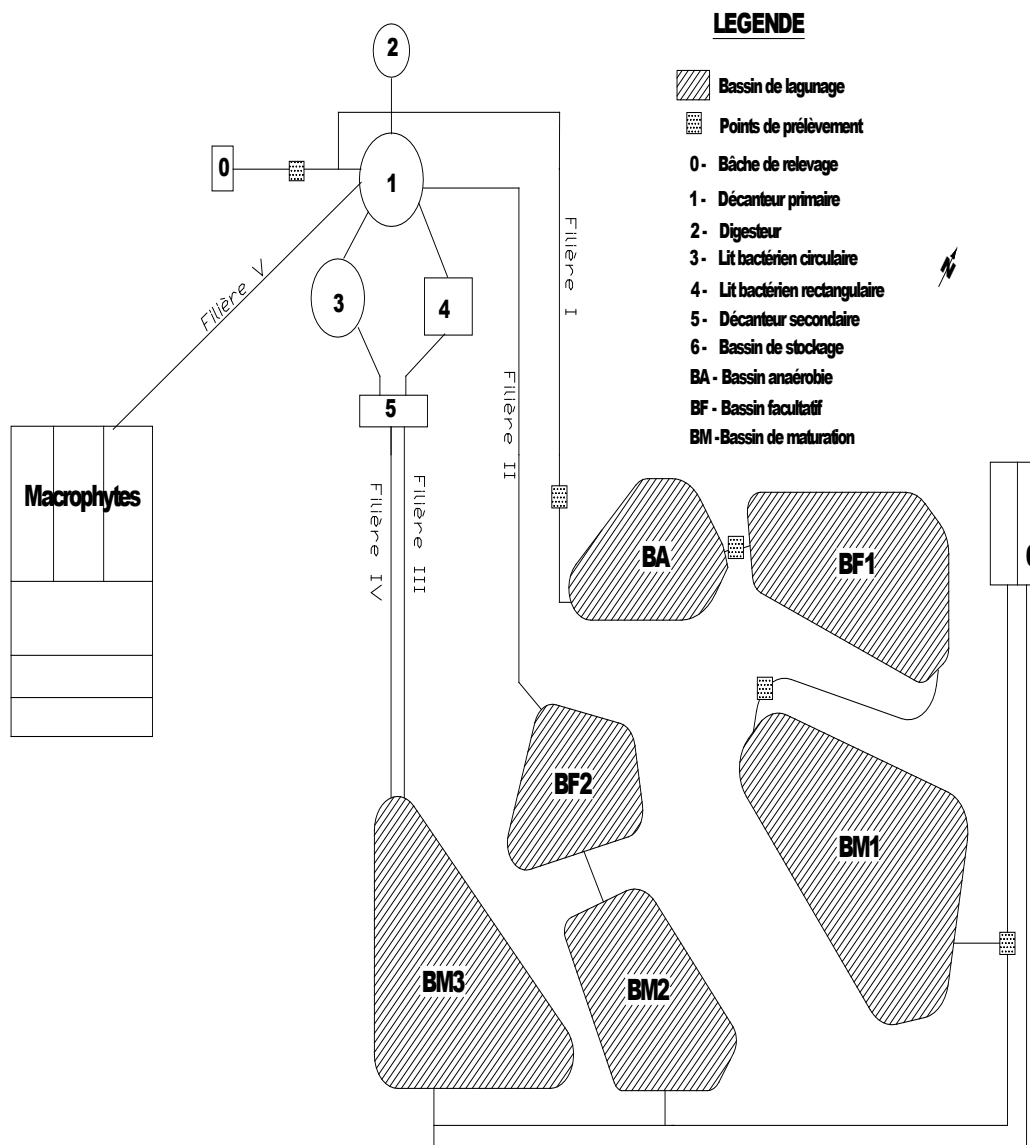 LEGENDE
Bassin de lagunage
Points de prélèvement
0 - Bâche de relevage
1 - Décanteur primaire
2 - Digesteur
3 - Lit bactérien circulaire
4 - Lit bactérien rectangulaire
5 - Décanteur secondaire
6 - Bassin de stockage
BA - Bassin anaérobie
BF - Bassin facultatif
BM -Bassin de maturation
N
2
0
1
3
4
5
Filière V
Filière I
Filière II
Filière III
Filière IV
Macrophytes
BA
BF1
BF2
BM1
BM3
BM2